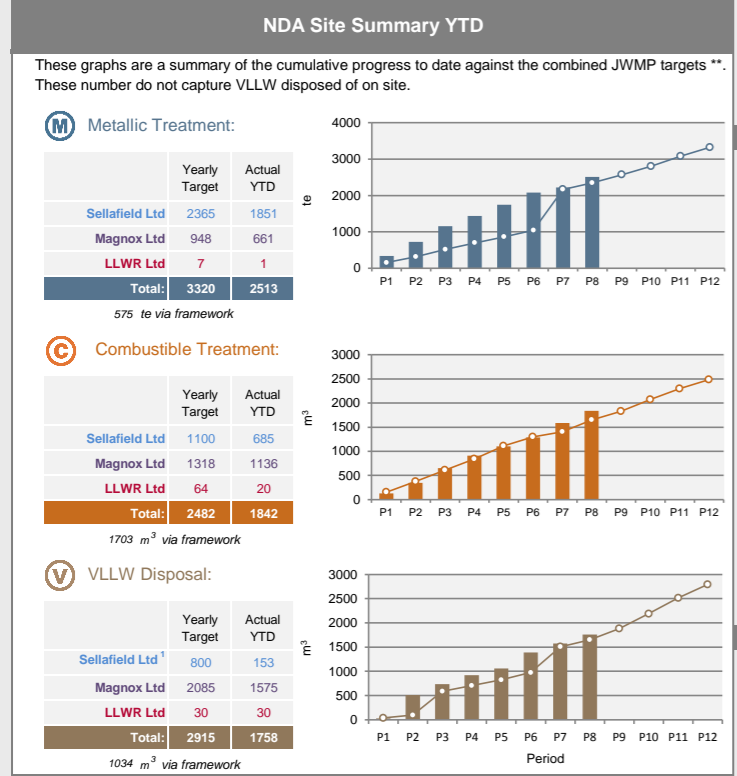 NDA Site Summary YTD
These graphs are a summary of the cumulative progress to date against the combined JWMP targets **.
These number do not capture VLLW disposed of on site.
M Metallic Treatment:
Yearly Target Actual YTD
Sellafield Ltd 2365 1851
Magnox Ltd 948 661
LLWR Ltd 7 1
Total: 3320 2513
575 te via framework
te
4000
3000
2000
1000
0
P1 P2 P3 P4 P5 P6 P7 P8 P9 P10 P11 P12
C Combustible Treatment:
Yearly Target Actual YTD
Sellafield Ltd 1100 685
Magnox Ltd 1318 1136
LLWR Ltd 64 20
Total: 2482 1842
1703 m³ via framework
m³
3000
2500
2000
1500
1000
500
0
P1 P2 P3 P4 P5 P6 P7 P8 P9 P10 P11 P12
V VLLW Disposal:
Yearly Target Actual YTD
Sellafield Ltd ¹ 800 153
Magnox Ltd 2085 1575
LLWR Ltd 30 30
Total: 2915 1758
1034 m³ via framework
m³
3000
2500
2000
1500
1000
500
0
P1 P2 P3 P4 P5 P6 P7 P8 P9 P10 P11 P12
Period